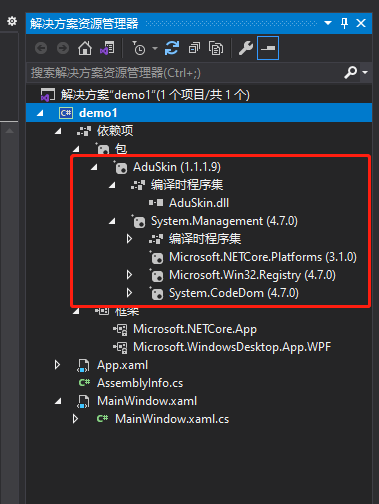 解决方案资源管理器
搜索解决方案资源管理器(Ctrl+;)
解决方案"demo1"(1 个项目/共 1 个)
C# demo1
依赖项
包
AduSkin (1.1.1.9)
编译时程序集
AduSkin.dll
System.Management (4.7.0)
编译时程序集
Microsoft.NETCore.Platforms (3.1.0)
Microsoft.Win32.Registry (4.7.0)
System.CodeDom (4.7.0)
框架
Microsoft.NETCore.App
Microsoft.WindowsDesktop.App.WPF
App.xaml
C# AssemblyInfo.cs
MainWindow.xaml
C# MainWindow.xaml.cs